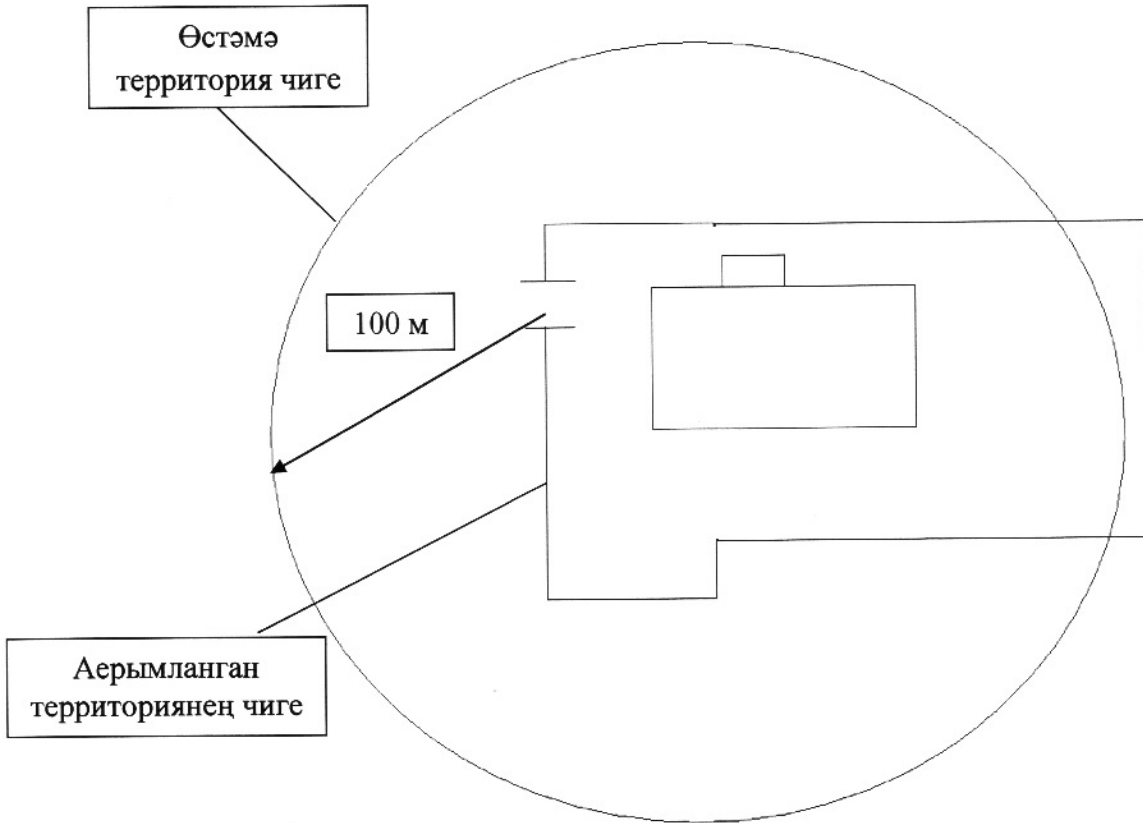 Өстәмә
территория чиге
100 м
Аерымланган
территориянең чиге